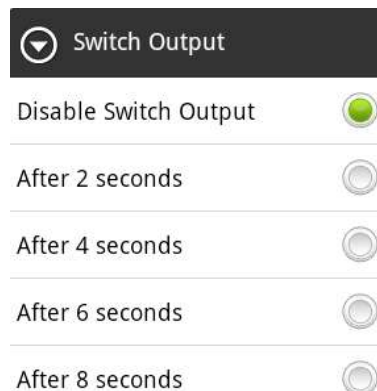 Switch Output
Disable Switch Output
After 2 seconds
After 4 seconds
After 6 seconds
After 8 seconds